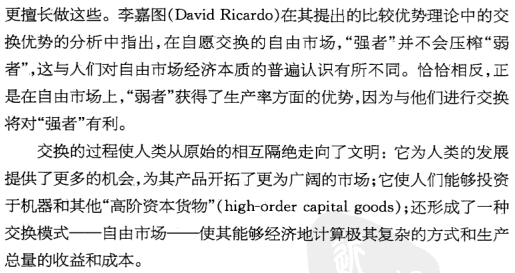 更擅长做这些。李嘉图(David Ricardo)在其提出的比较优势理论中的交
换优势的分析中指出，在自愿交换的自由市场，“强者”并不会压榨“弱
者”，这与人们对自由市场经济本质的普遍认识有所不同。恰恰相反，正
是在自由市场上，“弱者”获得了生产率方面的优势，因为与他们进行交换
将对“强者”有利。
交换的过程使人类从原始的相互隔绝走向了文明：它为人类的发展
提供了更多的机会，为其产品开拓了更为广阔的市场；它使人们能够投资
于机器和其他“高阶资本货物”(high-order capital goods)；还形成了一种
交换模式——自由市场——使其能够经济地计算极其复杂的方式和生产
总量的收益和成本。